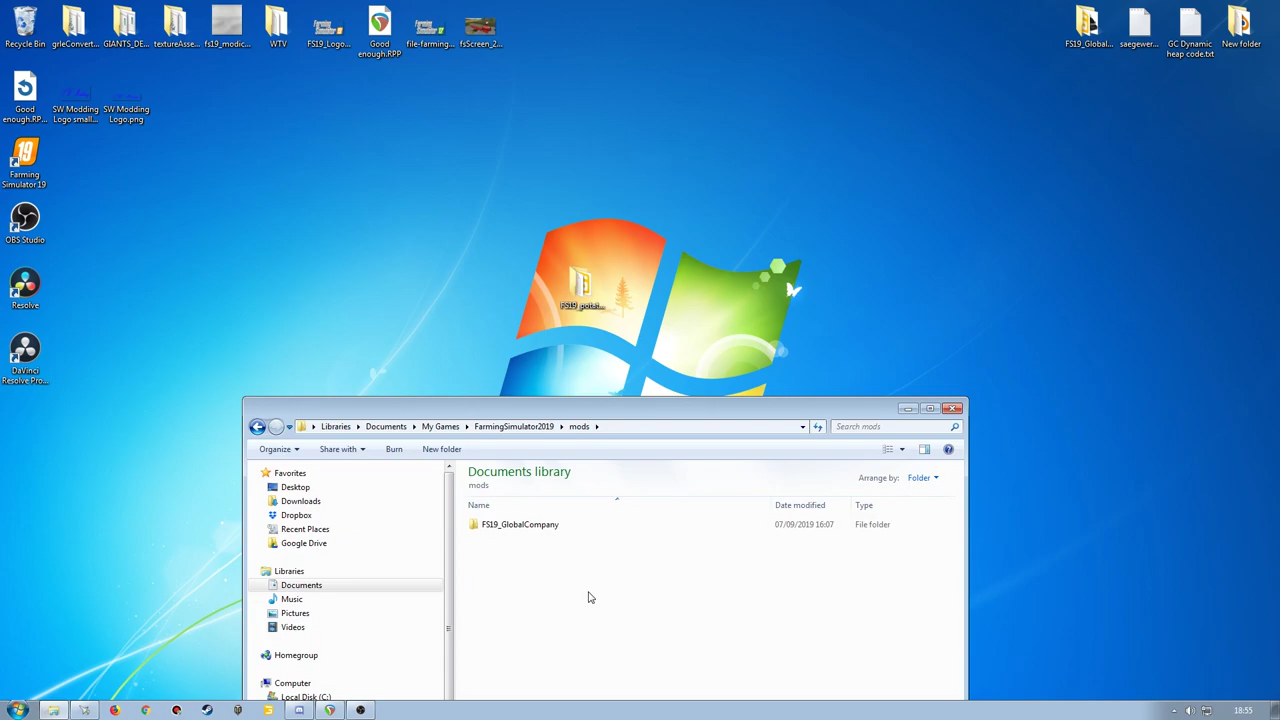 Recycle Bin
grleConvert...
GIANTS_DE...
textureAsse...
fs19_modic...
WTV
FS19_Logo...
Good
enough.RPP
file-farming...
fsScreen_2...
FS19_Global...
saegewer...
GC Dynamic
heap code.txt
New folder
Good
enough.RP...
SW Modding
Logo small...
SW Modding
Logo.png
19
Farming
Simulator 19
OBS Studio
Resolve
DaVinci
Resolve Pro...
FS19_potat...
Libraries
Documents
My Games
FarmingSimulator2019
mods
Search mods
Organize
Share with
Burn
New folder
Favorites
Desktop
Downloads
Dropbox
Recent Places
Google Drive
Libraries
Documents
Music
Pictures
Videos
Homegroup
Computer
Local Disk (C:)
Documents library
mods
Arrange by:
Folder
Name
Date modified
Type
FS19_GlobalCompany
07/09/2019 16:07
File folder
18:55